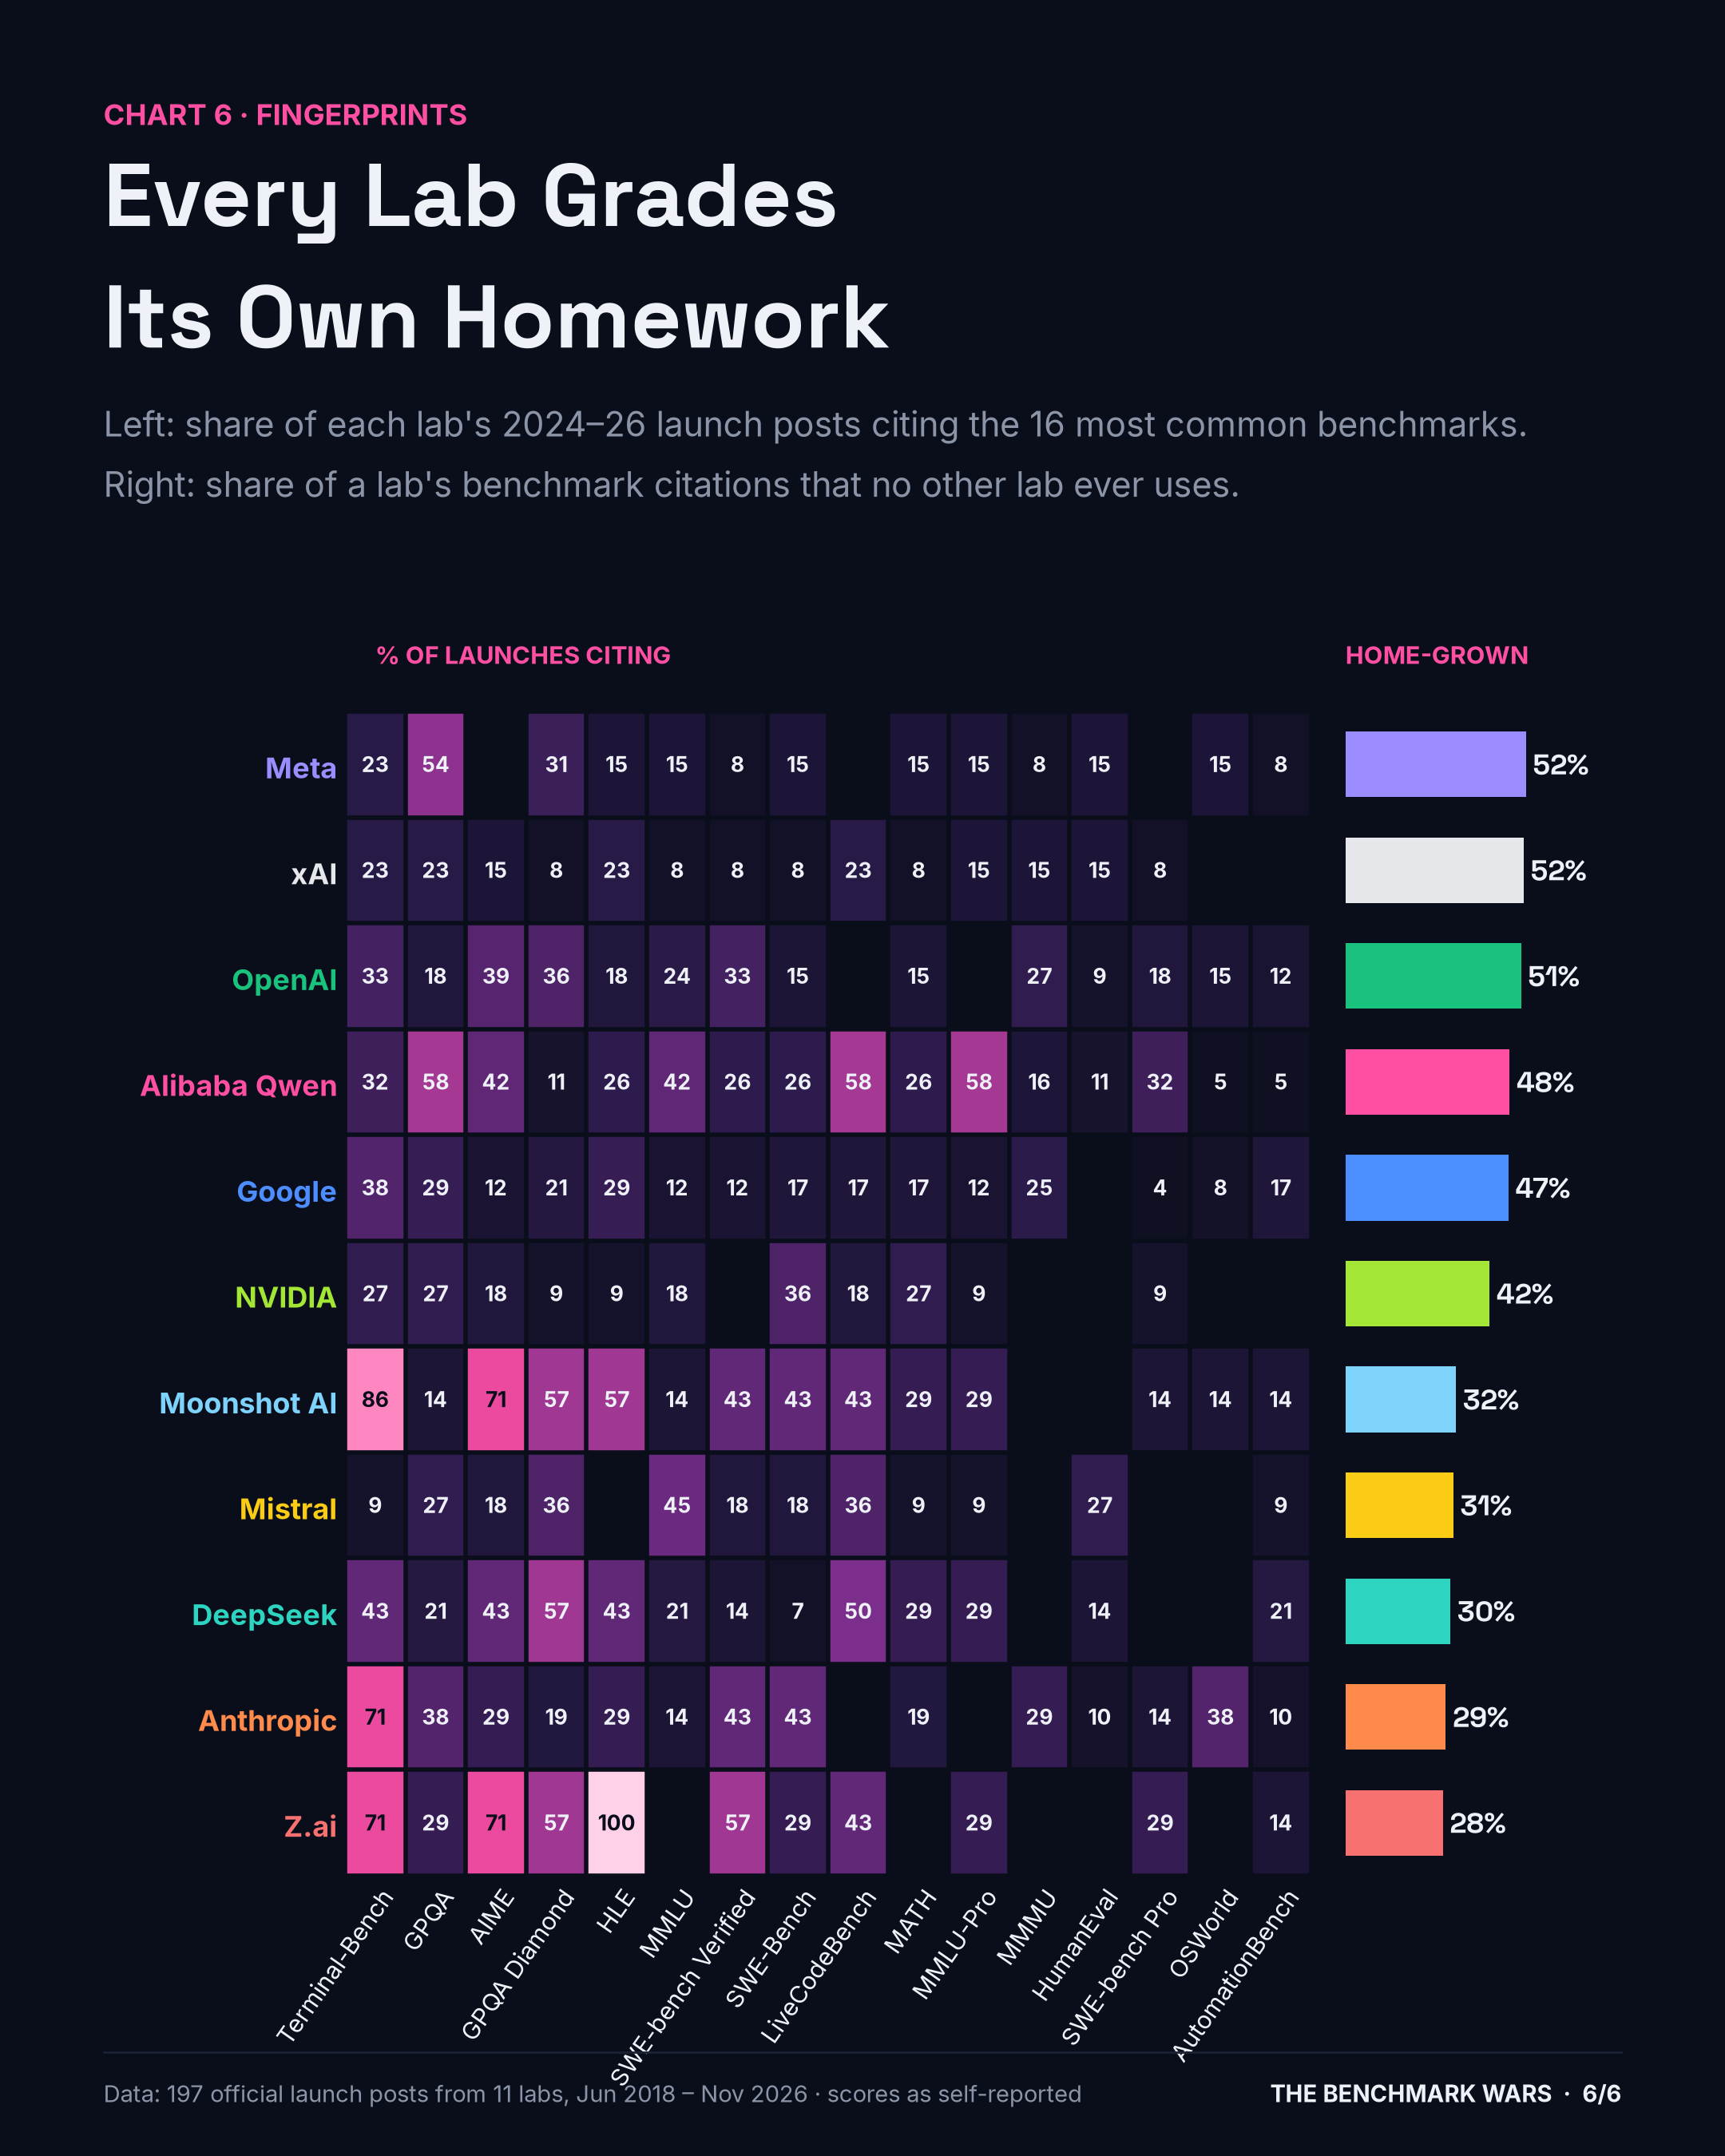 CHART 6 · FINGERPRINTS
Every Lab Grades
Its Own Homework
Left: share of each lab's 2024–26 launch posts citing the 16 most common benchmarks.
Right: share of a lab's benchmark citations that no other lab ever uses.
% OF LAUNCHES CITING HOME-GROWN
Meta 23 54 31 15 15 8 15 15 15 8 15 15 8 52%
xAI 23 23 15 8 23 8 8 8 23 8 15 15 15 8 52%
OpenAI 33 18 39 36 18 24 33 15 15 27 9 18 15 12 51%
Alibaba Qwen 32 58 42 11 26 42 26 26 58 26 58 16 11 32 5 5 48%
Google 38 29 12 21 29 12 12 17 17 17 12 25 4 8 17 47%
NVIDIA 27 27 18 9 9 18 36 18 27 9 9 42%
Moonshot AI 86 14 71 57 57 14 43 43 43 29 29 14 14 14 32%
Mistral 9 27 18 36 45 18 18 36 9 9 27 9 31%
DeepSeek 43 21 43 57 43 21 14 7 50 29 29 14 21 30%
Anthropic 71 38 29 19 29 14 43 43 19 29 10 14 38 10 29%
Z.ai 71 29 71 57 100 57 29 43 29 29 14 28%
Terminal-Bench
GPQA
AIME
GPQA Diamond
HLE
MMLU
SWE-bench Verified
SWE-Bench
LiveCodeBench
MATH
MMLU-Pro
MMMU
HumanEval
SWE-bench Pro
OSWorld
AutomationBench
Data: 197 official launch posts from 11 labs, Jun 2018 – Nov 2026 · scores as self-reported
THE BENCHMARK WARS · 6/6